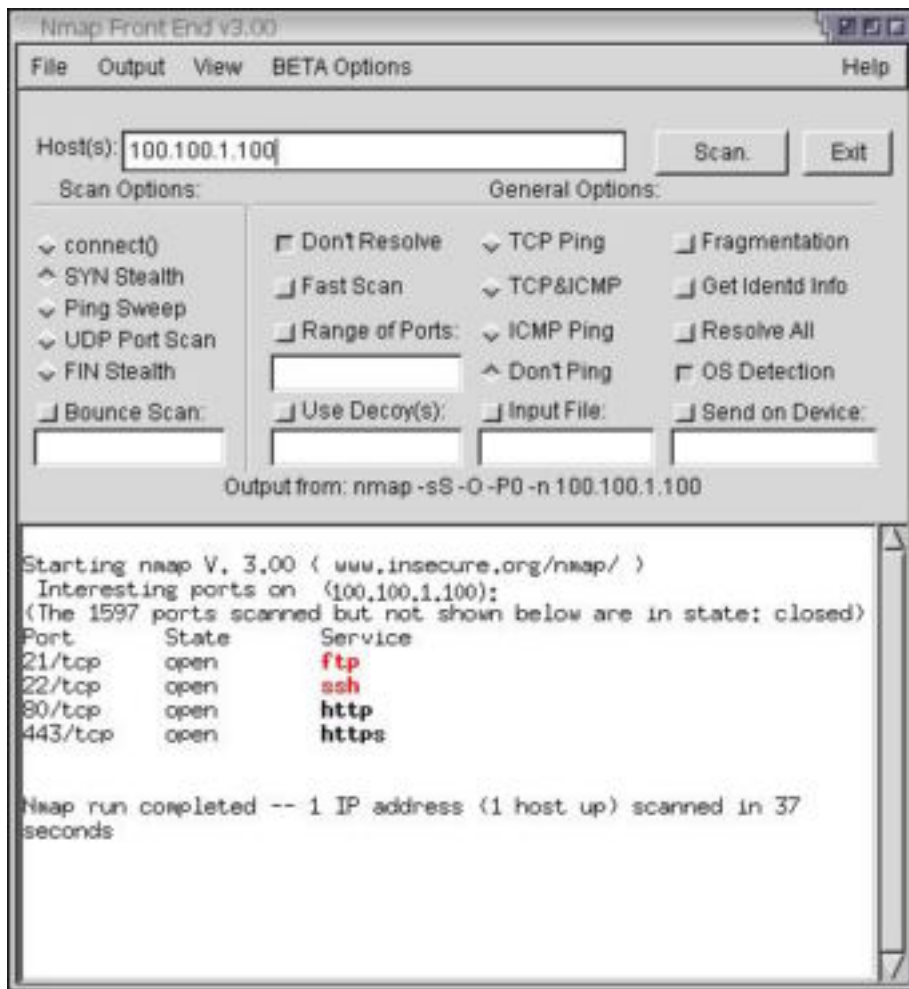 Nmap Front End v3.00
File Output View BETA Options Help
Host(s): 100.100.1.100 Scan. Exit
Scan Options: General Options:
connect() Don't Resolve TCP Ping Fragmentation
SYN Stealth Fast Scan TCP&ICMP Get Identd Info
Ping Sweep Range of Ports: ICMP Ping Resolve All
UDP Port Scan Don't Ping OS Detection
FIN Stealth
Bounce Scan: Use Decoy(s): Input File: Send on Device:
Output from: nmap -sS -O -P0 -n 100.100.1.100
Starting nmap V. 3.00 ( www.insecure.org/nmap/ )
Interesting ports on (100.100.1.100):
(The 1597 ports scanned but not shown below are in state: closed)
Port State Service
21/tcp open ftp
22/tcp open ssh
80/tcp open http
443/tcp open https
Nmap run completed -- 1 IP address (1 host up) scanned in 37
seconds